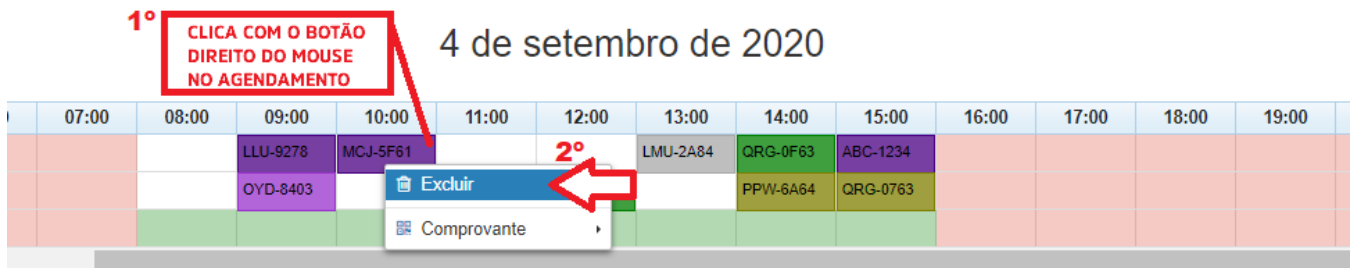 1º
CLICA COM O BOTÃO
DIREITO DO MOUSE
NO AGENDAMENTO
4 de setembro de 2020
07:00 08:00 09:00 10:00 11:00 12:00 13:00 14:00 15:00 16:00 17:00 18:00 19:00
LLU-9278 MCJ-5F61 2º LMU-2A84 QRG-0F63 ABC-1234
OYD-8403 Excluir PPW-6A64 QRG-0763
Comprovante